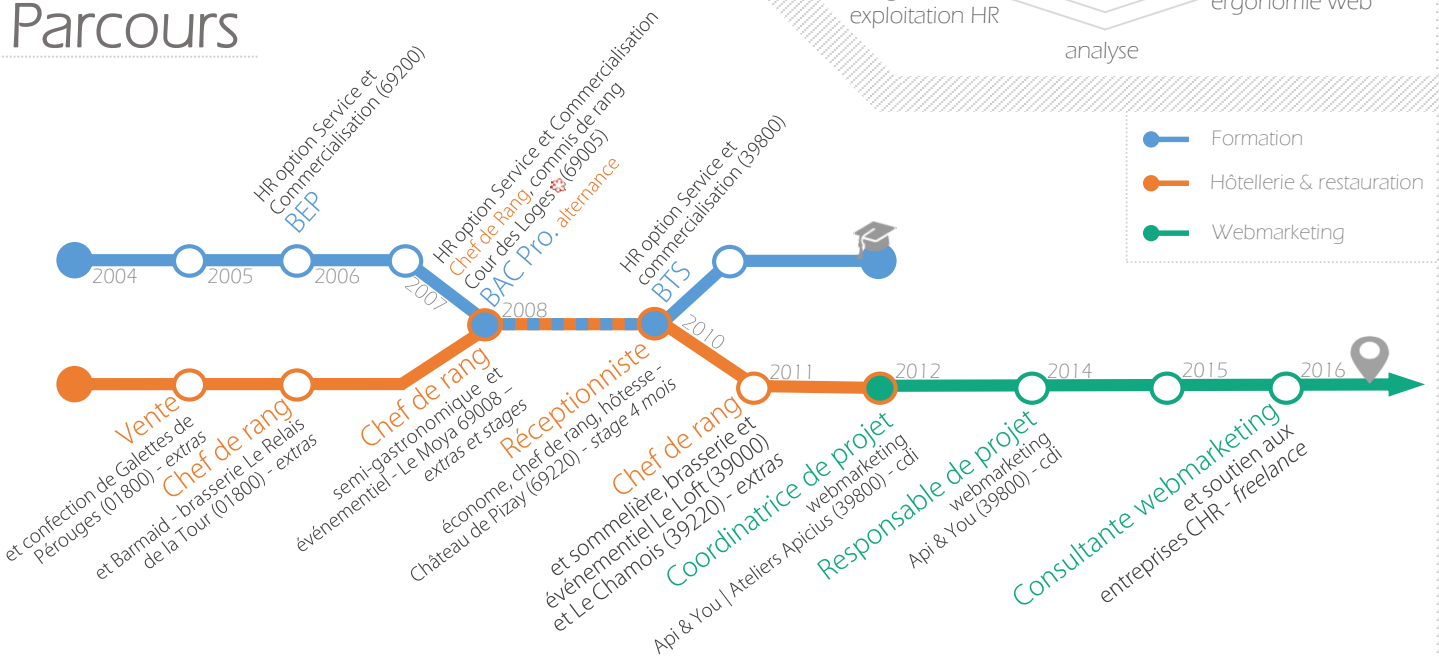 Parcours
exploitation HR
ergonomie web
analyse
Formation
Hôtellerie & restauration
Webmarketing
HR option Service et
Commercialisation (69200)
BEP
HR option Service et Commercialisation
Chef de Rang, commis de rang
Cour des Loges (69005)
BAC Pro. alternance
HR option Service et
commercialisation (39800)
BTS
2004
2005
2006
2007
2008
2010
2011
2012
2014
2015
2016
Vente
et confection de Galettes de
Pérouges (01800) - extras
Chef de rang
et Barmaid - brasserie Le Relais
de la Tour (01800) - extras
Chef de rang
semi-gastronomique et
événementiel - Le Moya 69008 –
extras et stages
Réceptionniste
économe, chef de rang, hôtesse -
Château de Pizay (69220) - stage 4 mois
Chef de rang
et sommelière, brasserie et
événementiel Le Loft (39000)
et Le Chamois (39220) - extras
Coordinatrice de projet
webmarketing
Api & You | Ateliers Apicius (39800) - cdi
Responsable de projet
webmarketing
Api & You (39800) - cdi
Consultante webmarketing
et soutien aux
entreprises CHR - freelance